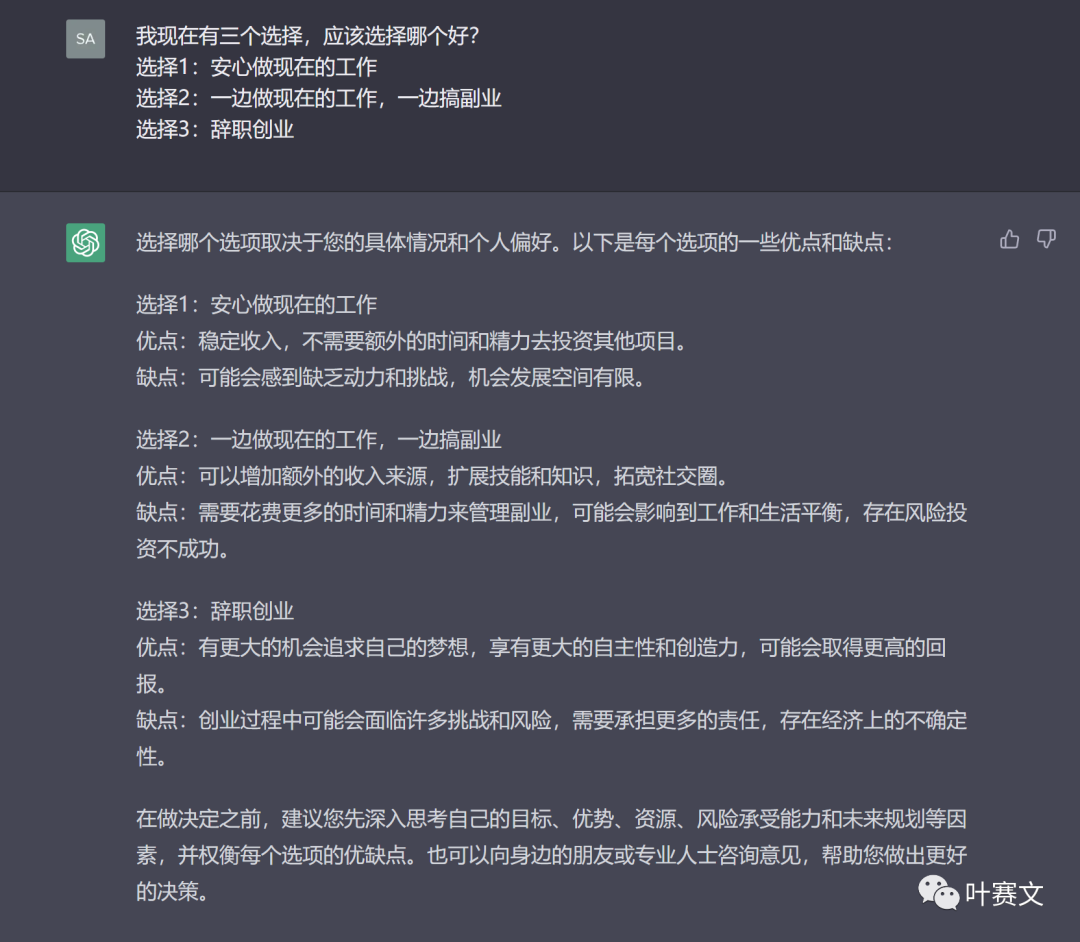 SA
我现在有三个选择，应该选择哪个好？
选择1：安心做现在的工作
选择2：一边做现在的工作，一边搞副业
选择3：辞职创业
选择哪个选项取决于您的具体情况和个人偏好。以下是每个选项的一些优点和缺点：
选择1：安心做现在的工作
优点：稳定收入，不需要额外的时间和精力去投资其他项目。
缺点：可能会感到缺乏动力和挑战，机会发展空间有限。
选择2：一边做现在的工作，一边搞副业
优点：可以增加额外的收入来源，扩展技能和知识，拓宽社交圈。
缺点：需要花费更多的时间和精力来管理副业，可能会影响到工作和生活平衡，存在风险投
资不成功。
选择3：辞职创业
优点：有更大的机会追求自己的梦想，享有更大的自主性和创造力，可能会取得更高的回
报。
缺点：创业过程中可能会面临许多挑战和风险，需要承担更多的责任，存在经济上的不确定
性。
在做决定之前，建议您先深入思考自己的目标、优势、资源、风险承受能力和未来规划等因
素，并权衡每个选项的优缺点。也可以向身边的朋友或专业人士咨询意见，帮助您做出更好
的决策。
叶赛文